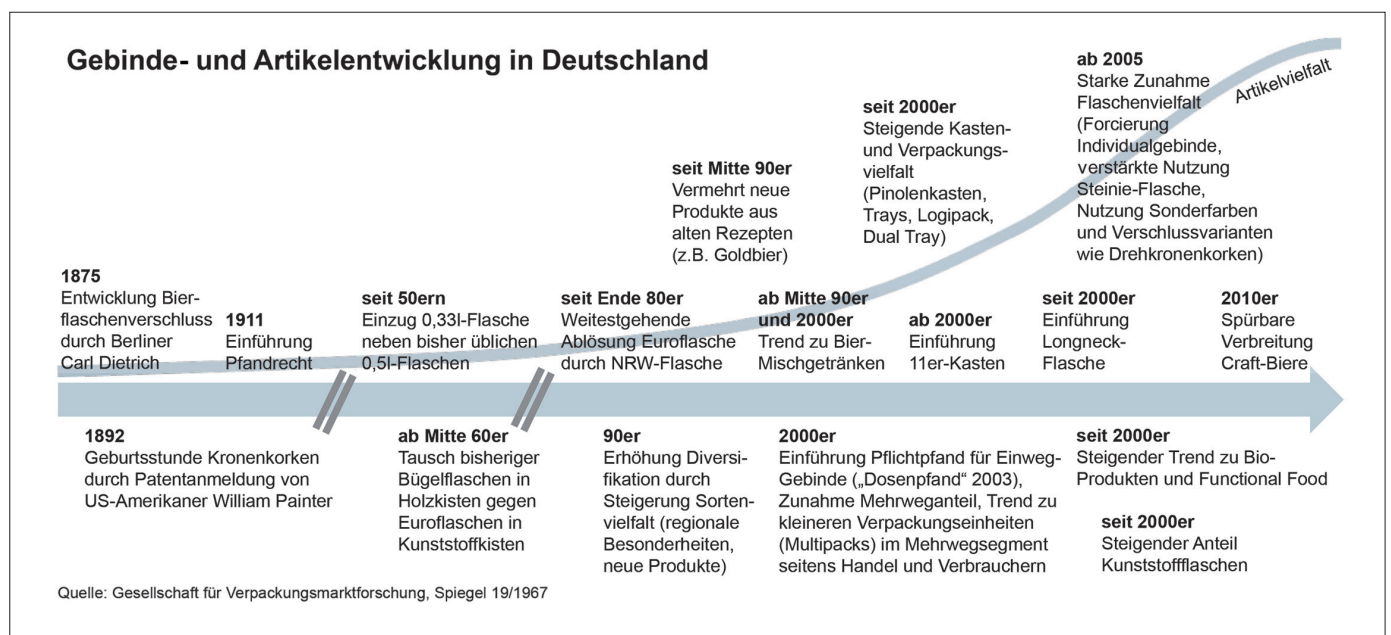 Gebinde- und Artikelentwicklung in Deutschland
1875
Entwicklung Bier-
flaschenverschluss
durch Berliner
Carl Dietrich
1911
Einführung
Pfandrecht
seit 50ern
Einzug 0,33l-Flasche
neben bisher üblichen
0,5l-Flaschen
seit Ende 80er
Weitestgehende
Ablösung Euroflasche
durch NRW-Flasche
seit Mitte 90er
Vermehrt neue
Produkte aus
alten Rezepten
(z.B. Goldbier)
ab Mitte 90er
und 2000er
Trend zu Bier-
Mischgetränken
seit 2000er
Steigende Kasten-
und Verpackungs-
vielfalt
(Pinolenkasten,
Trays, Logipack,
Dual Tray)
ab 2000er
Einführung
11er-Kasten
seit 2000er
Einführung
Longneck-
Flasche
ab 2005
Starke Zunahme
Flaschenvielfalt
(Forcierung
Individualgebinde,
verstärkte Nutzung
Steinie-Flasche,
Nutzung Sonderfarben
und Verschlussvarianten
wie Drehkronenkorken)
Artikelvielfalt
2010er
Spürbare
Verbreitung
Craft-Biere
1892
Geburtsstunde Kronenkorken
durch Patentanmeldung von
US-Amerikaner William Painter
ab Mitte 60er
Tausch bisheriger
Bügelflaschen in
Holzkisten gegen
Euroflaschen in
Kunststoffkisten
90er
Erhöhung Diversi-
fikation durch
Steigerung Sorten-
vielfalt (regionale
Besonderheiten,
neue Produkte)
2000er
Einführung Pflichtpfand für Einweg-
Gebinde („Dosenpfand“ 2003),
Zunahme Mehrweganteil, Trend zu
kleineren Verpackungseinheiten
(Multipacks) im Mehrwegsegment
seitens Handel und Verbrauchern
seit 2000er
Steigender Trend zu Bio-
Produkten und Functional Food
seit 2000er
Steigender Anteil
Kunststoffflaschen
Quelle: Gesellschaft für Verpackungsmarktforschung, Spiegel 19/1967